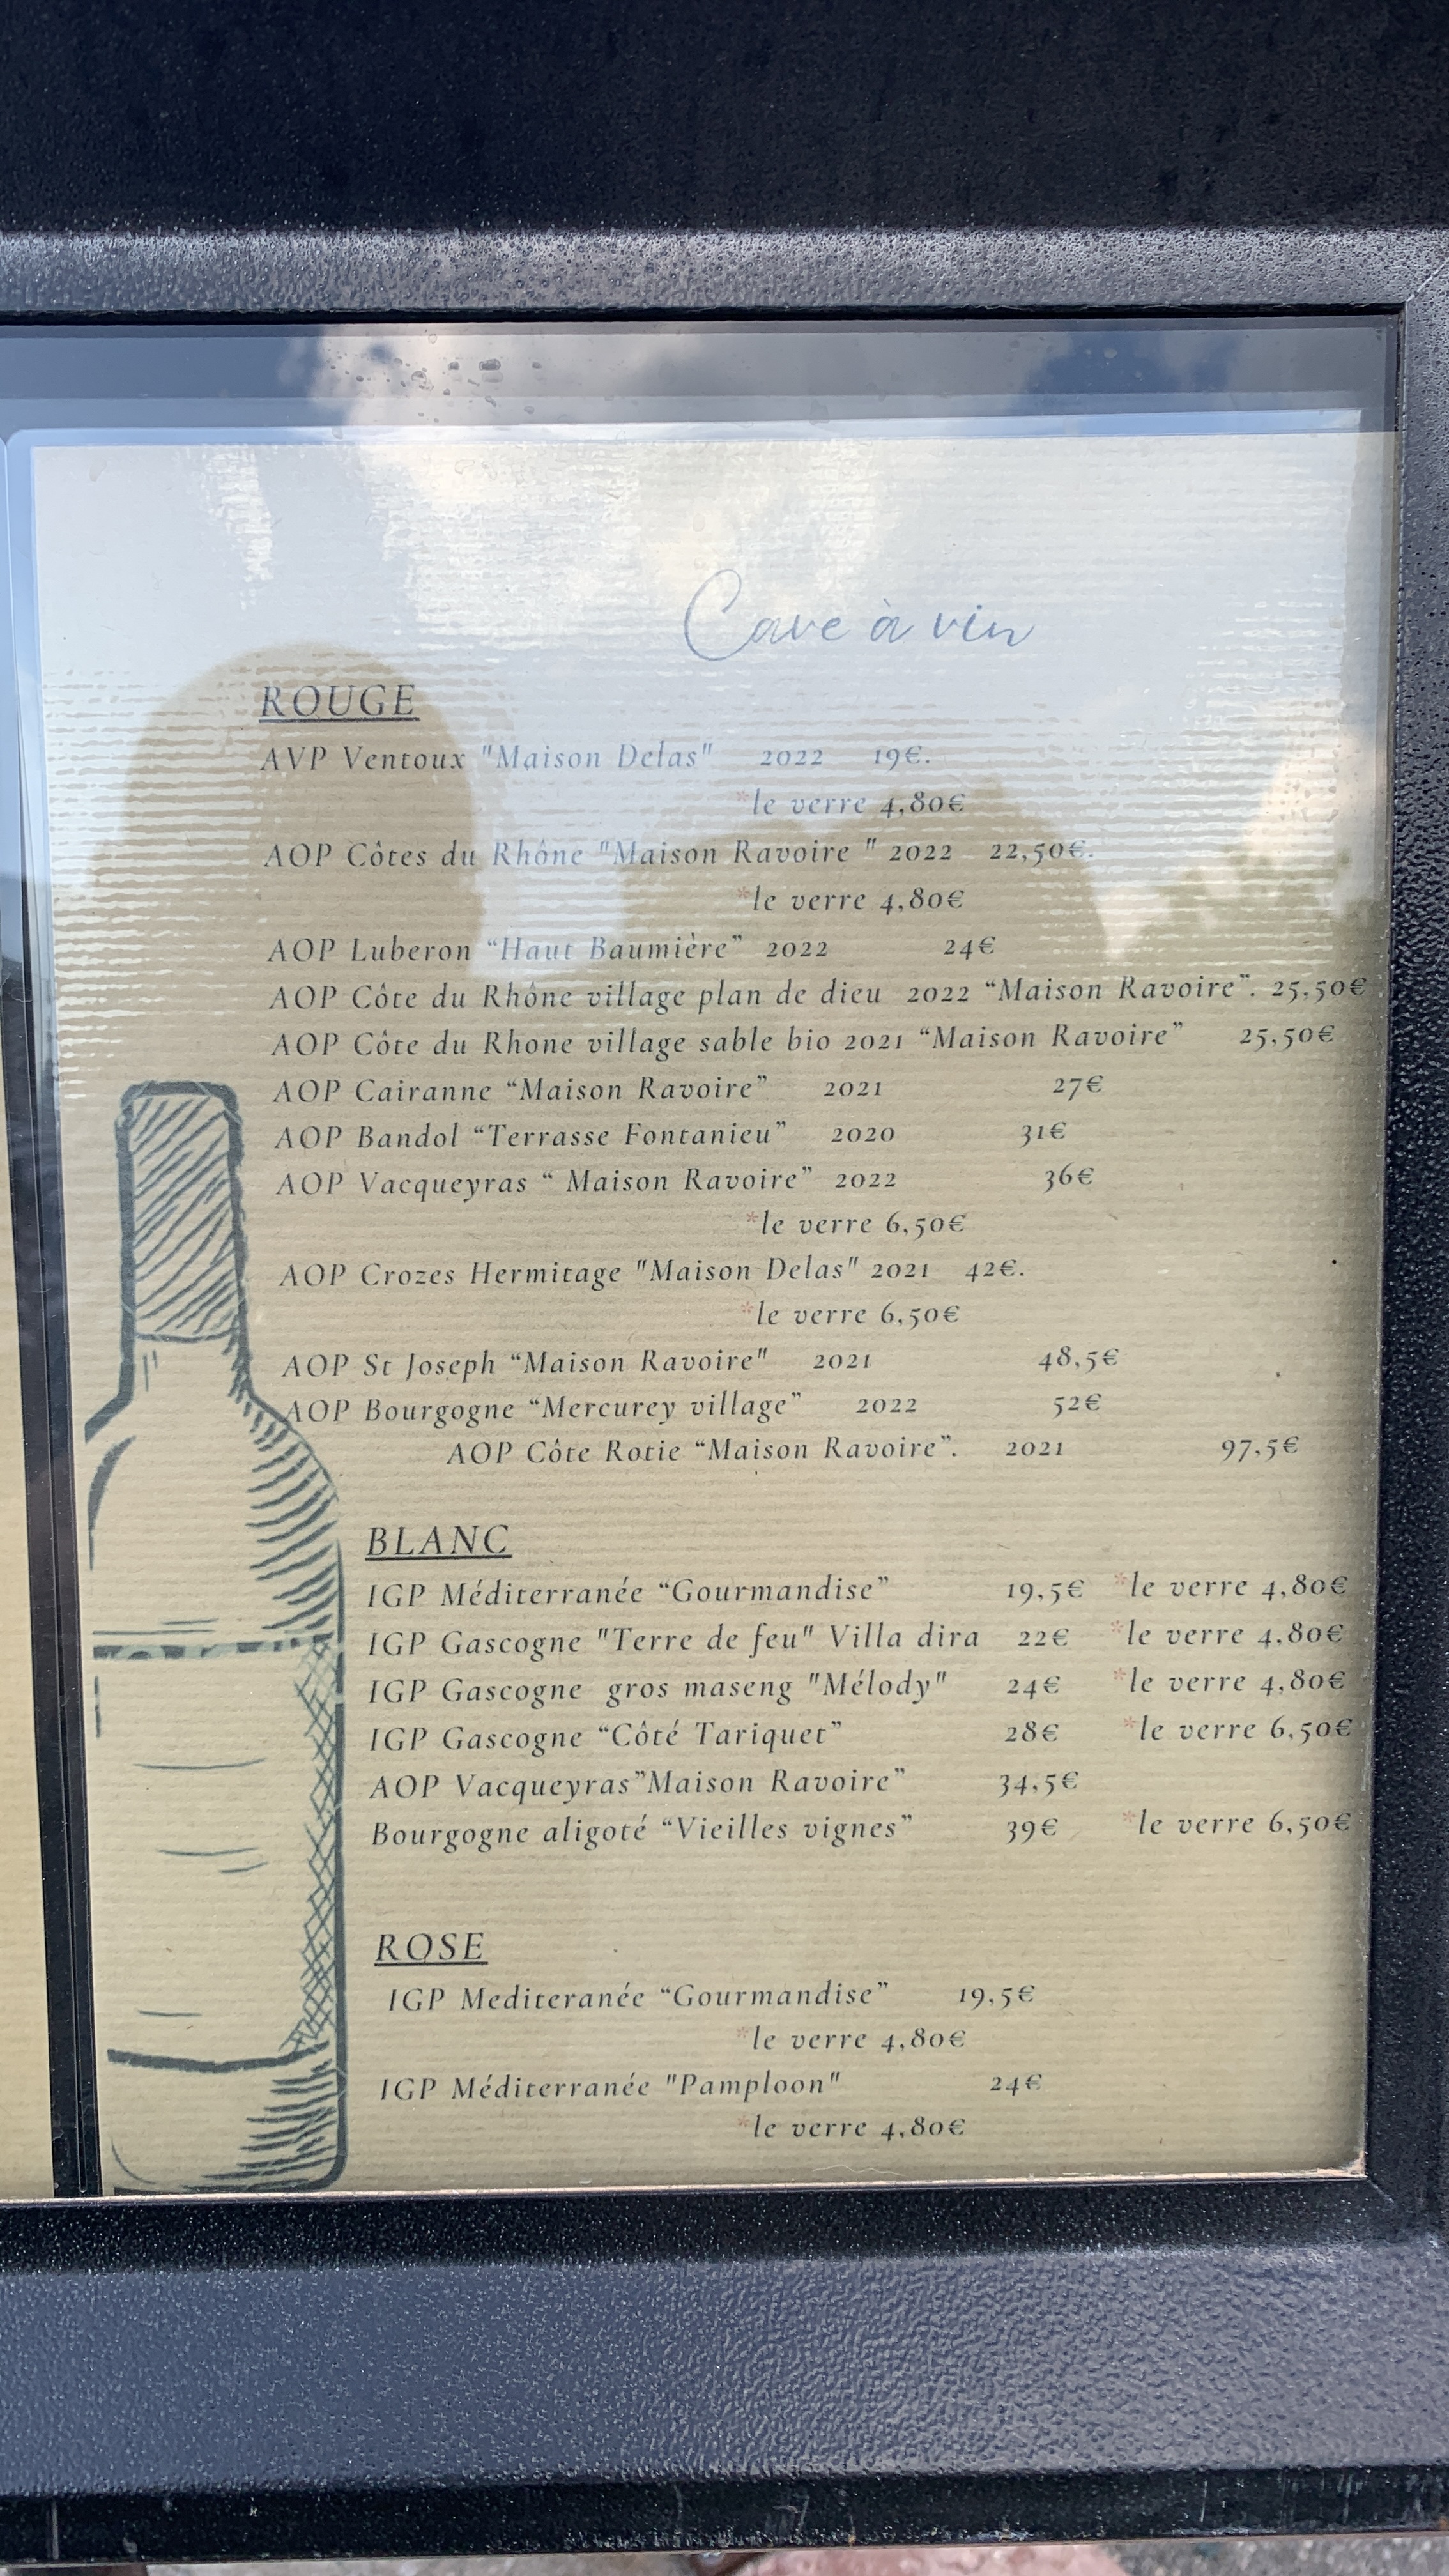 Cave à vin
ROUGE
AVP Ventoux "Maison Delas" 2022 19€.
*le verre 4,80€
AOP Côtes du Rhône "Maison Ravoire " 2022 22,50€.
*le verre 4,80€
AOP Luberon “Haut Baumière” 2022 24€
AOP Côte du Rhône village plan de dieu 2022 “Maison Ravoire”. 25,50€
AOP Côte du Rhone village sable bio 2021 “Maison Ravoire” 25,50€
AOP Cairanne “Maison Ravoire” 2021 27€
AOP Bandol “Terrasse Fontanieu” 2020 31€
AOP Vacqueyras “ Maison Ravoire” 2022 36€
*le verre 6,50€
AOP Crozes Hermitage "Maison Delas" 2021 42€.
*le verre 6,50€
AOP St Joseph “Maison Ravoire" 2021 48,5€
AOP Bourgogne “Mercurey village” 2022 52€
AOP Côte Rotie “Maison Ravoire”. 2021 97,5€
BLANC
IGP Méditerranée “Gourmandise” 19,5€ *le verre 4,80€
IGP Gascogne "Terre de feu" Villa dira 22€ *le verre 4,80€
IGP Gascogne gros maseng "Mélody" 24€ *le verre 4,80€
IGP Gascogne “Côté Tariquet” 28€ *le verre 6,50€
AOP Vacqueyras”Maison Ravoire” 34,5€
Bourgogne aligoté “Vieilles vignes” 39€ *le verre 6,50€
ROSE
IGP Mediteranée “Gourmandise” 19,5€
*le verre 4,80€
IGP Méditerranée "Pamploon" 24€
*le verre 4,80€